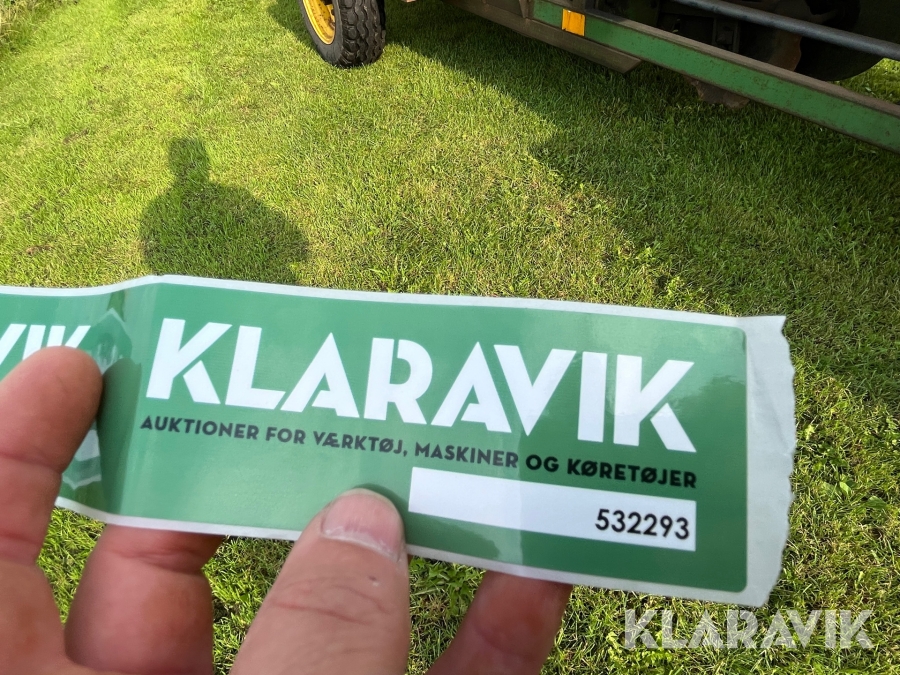 KLARAVIK
AUKTIONER FOR VÆRKTØJ, MASKINER OG KØRETØJER
532293
KLARAVIK